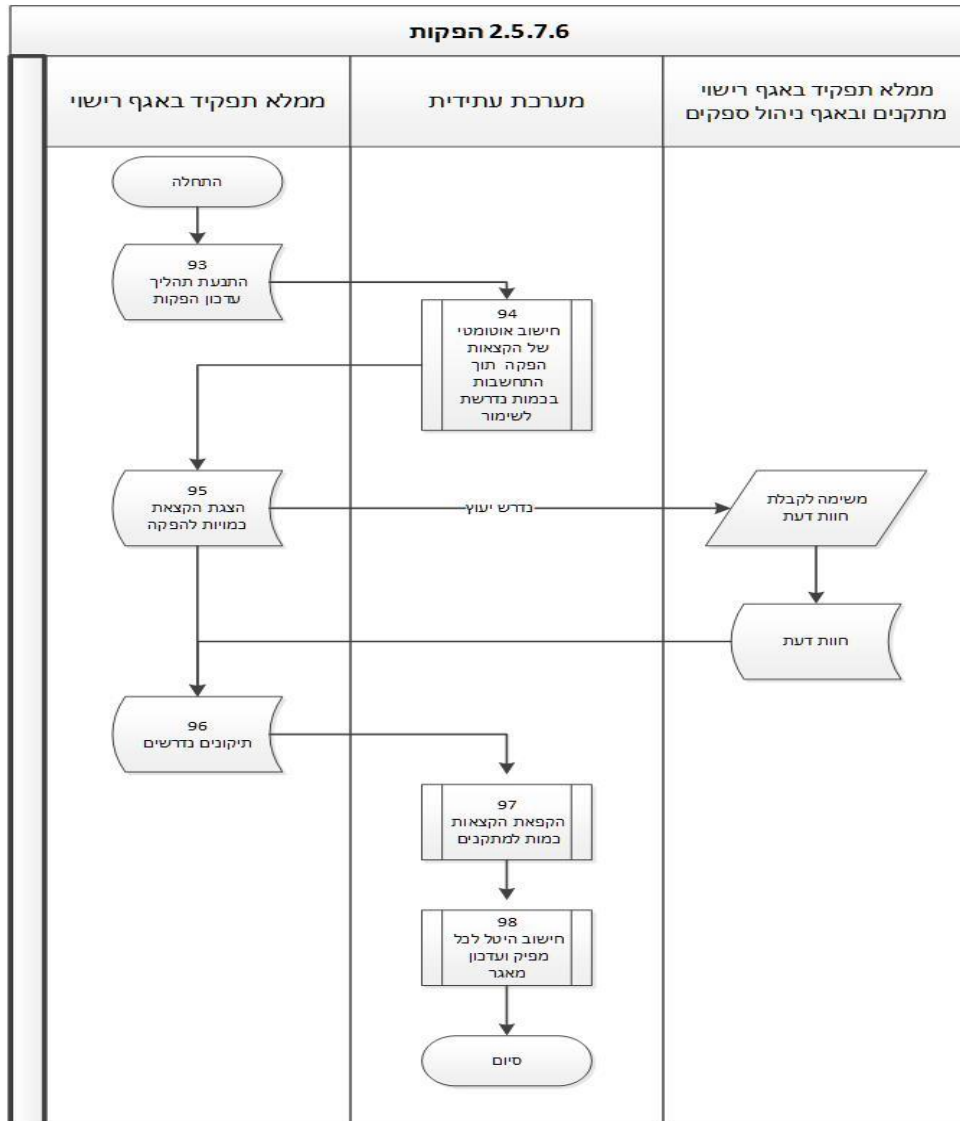 2.5.7.6 הפקות
ממלא תפקיד באגף רישוי
מתקנים ובאגף ניהול ספקים
מערכת עתידית
ממלא תפקיד באגף רישוי
התחלה
93
התנעת תהליך
עדכון הפקות
94
חישוב אוטומטי
של הקצאות
הפקה תוך
התחשבות
בכמות נדרשת
לשימור
95
הצגת הקצאת
כמויות להפקה
נדרש יעוץ
משימה לקבלת
חוות דעת
חוות דעת
96
תיקונים נדרשים
97
הקפאת הקצאות
כמות למתקנים
98
חישוב היטל לכל
מפיק ועדכון
מאגר
סיום